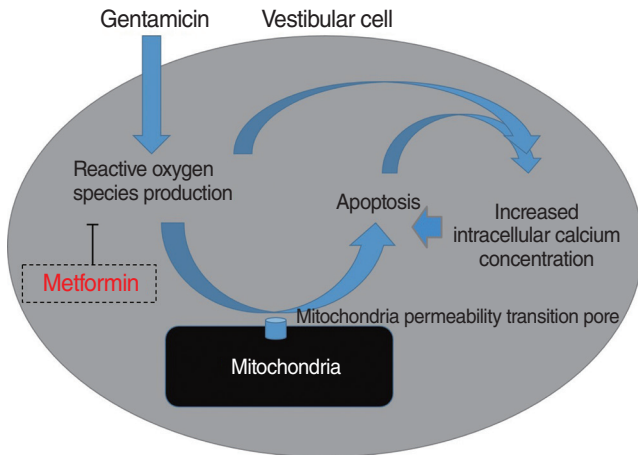 Gentamicin
Vestibular cell
Reactive oxygen
species production
Apoptosis
Increased
intracellular calcium
concentration
Metformin
Mitochondria permeability transition pore
Mitochondria